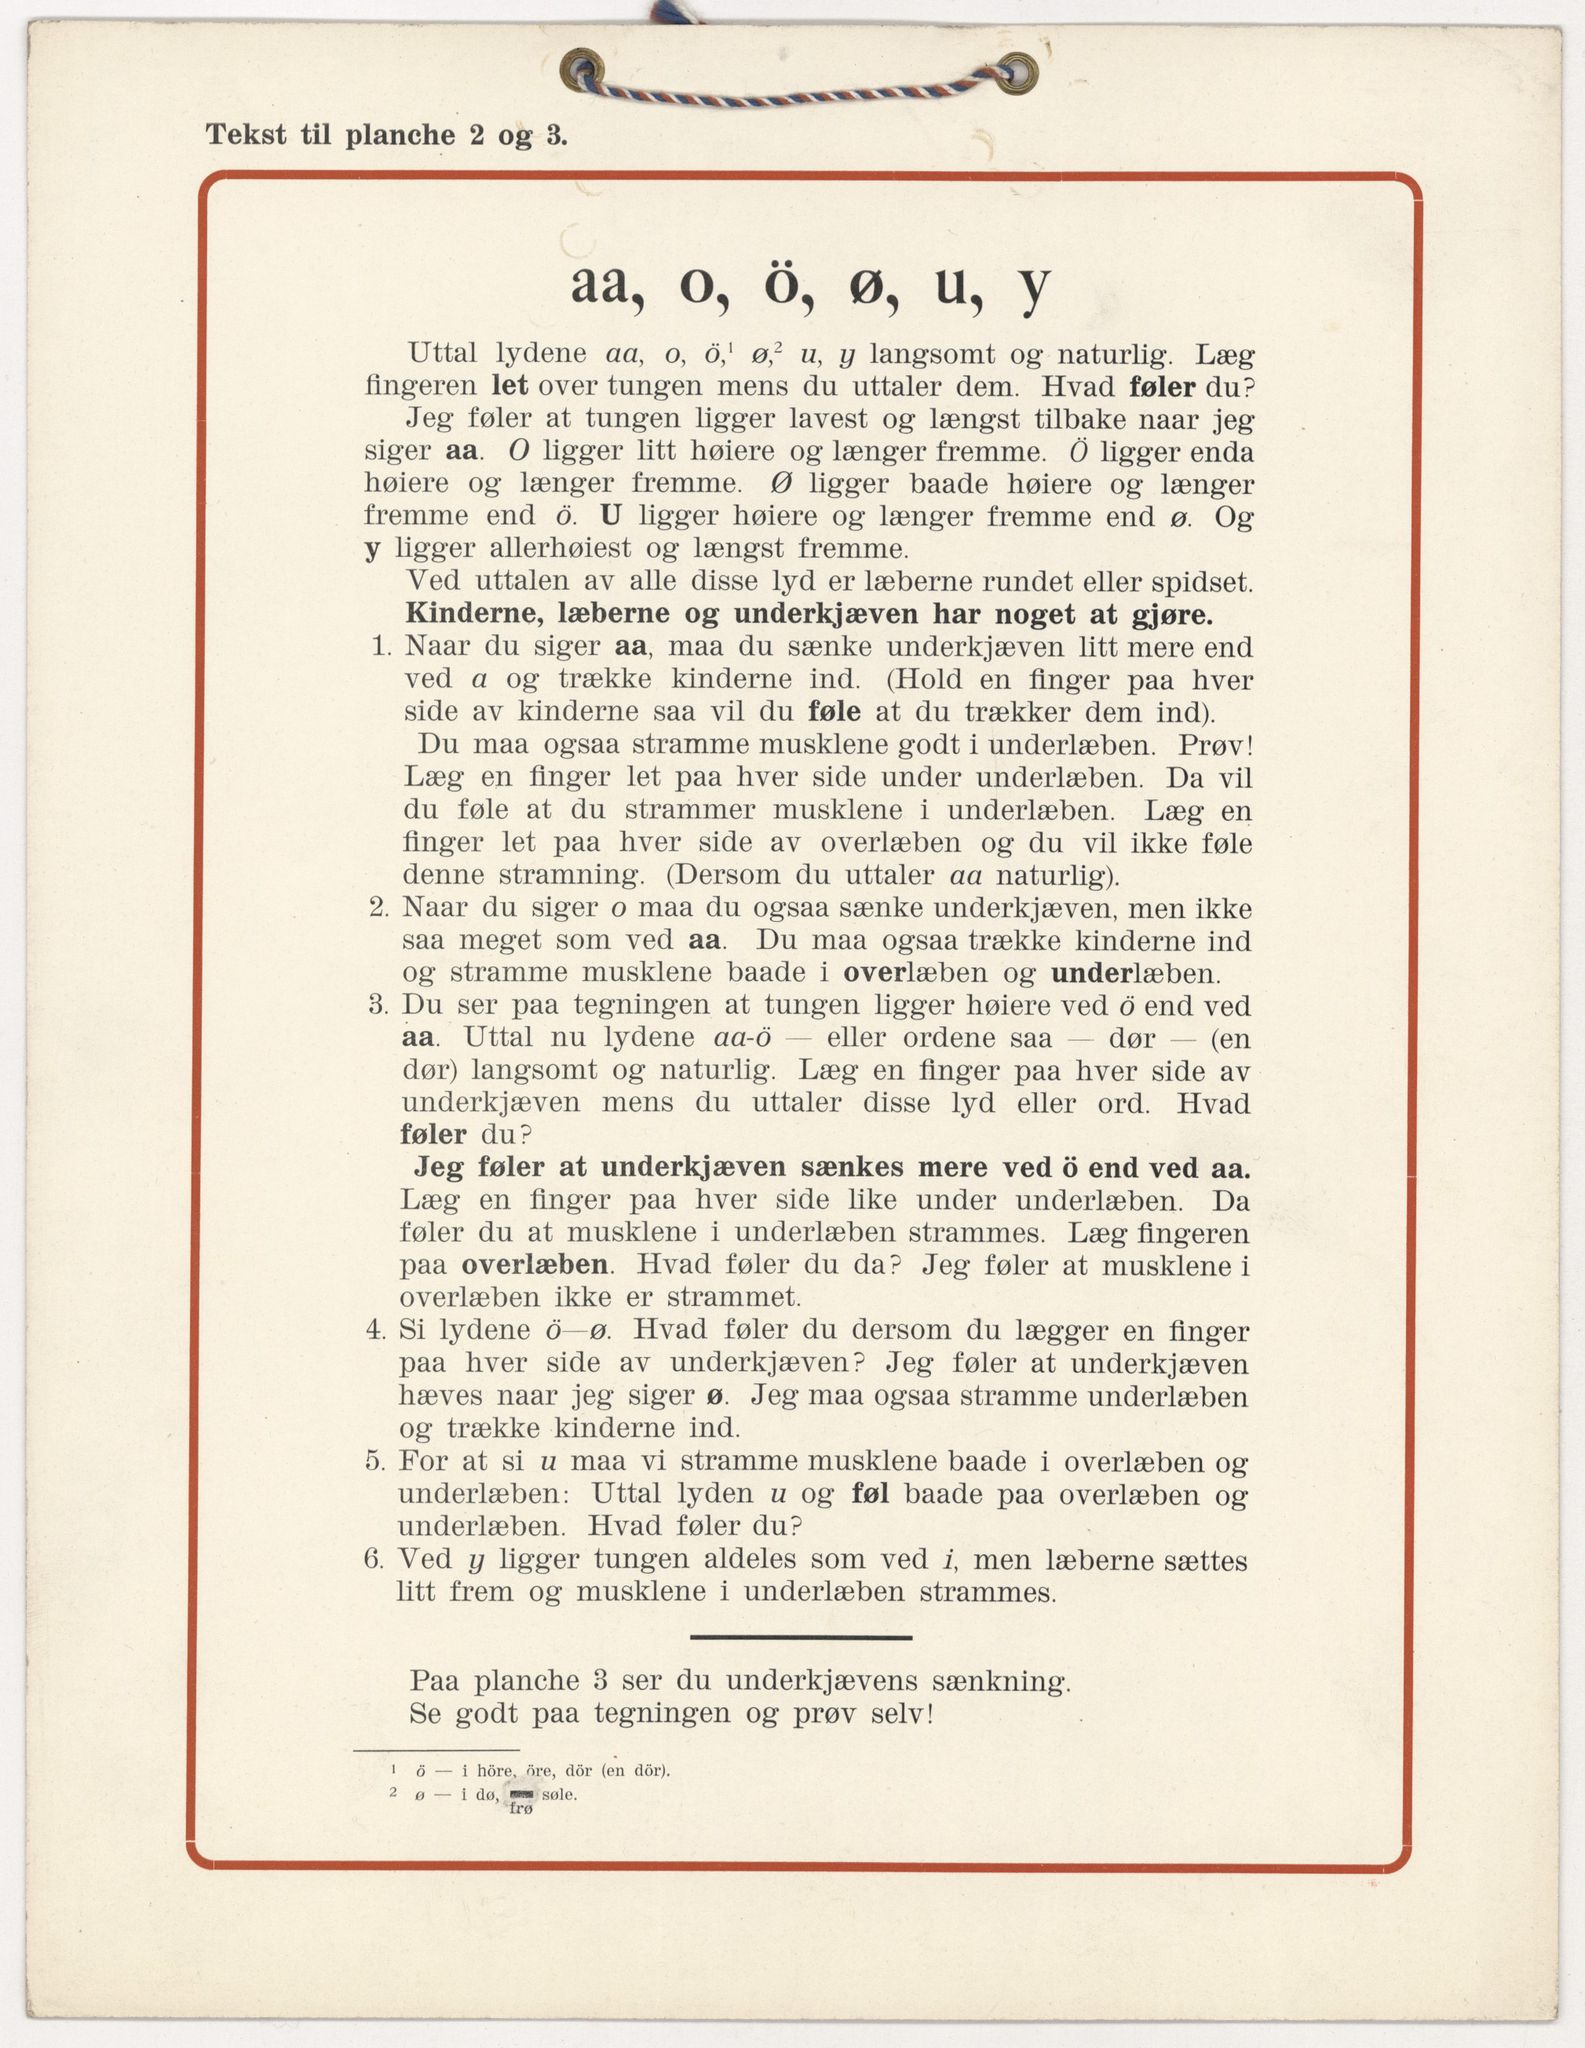 Tekst til planche 2 og 3.
aa, o, ö, ø, u, y
Uttal lydene aa, o, ö,¹ ø,² u, y langsomt og naturlig. Læg
fingeren let over tungen mens du uttaler dem. Hvad føler du?
Jeg føler at tungen ligger lavest og længst tilbake naar jeg
siger aa. O ligger litt høiere og længer fremme. Ö ligger enda
høiere og længer fremme. Ø ligger baade høiere og længer
fremme end ö. U ligger høiere og længer fremme end ø. Og
y ligger allerhøiest og længst fremme.
Ved uttalen av alle disse lyd er læberne rundet eller spidset.
Kinderne, læberne og underkjæven har noget at gjøre.
1. Naar du siger aa, maa du sænke underkjæven litt mere end
ved a og trække kinderne ind. (Hold en finger paa hver
side av kinderne saa vil du føle at du trækker dem ind).
Du maa ogsaa stramme musklene godt i underlæben. Prøv!
Læg en finger let paa hver side under underlæben. Da vil
du føle at du strammer musklene i underlæben. Læg en
finger let paa hver side av overlæben og du vil ikke føle
denne stramning. (Dersom du uttaler aa naturlig).
2. Naar du siger o maa du ogsaa sænke underkjæven, men ikke
saa meget som ved aa. Du maa ogsaa trække kinderne ind
og stramme musklene baade i overlæben og underlæben.
3. Du ser paa tegningen at tungen ligger høiere ved ö end ved
aa. Uttal nu lydene aa-ö — eller ordene saa — dør — (en
dør) langsomt og naturlig. Læg en finger paa hver side av
underkjæven mens du uttaler disse lyd eller ord. Hvad
føler du?
Jeg føler at underkjæven sænkes mere ved ö end ved aa.
Læg en finger paa hver side like under underlæben. Da
føler du at musklene i underlæben strammes. Læg fingeren
paa overlæben. Hvad føler du da? Jeg føler at musklene i
overlæben ikke er strammet.
4. Si lydene ö—ø. Hvad føler du dersom du lægger en finger
paa hver side av underkjæven? Jeg føler at underkjæven
hæves naar jeg siger ø. Jeg maa ogsaa stramme underlæben
og trække kinderne ind.
5. For at si u maa vi stramme musklene baade i overlæben og
underlæben: Uttal lyden u og føl baade paa overlæben og
underlæben. Hvad føler du?
6. Ved y ligger tungen aldeles som ved i, men læberne sættes
litt frem og musklene i underlæben strammes.
Paa planche 3 ser du underkjævens sænkning.
Se godt paa tegningen og prøv selv!
1 ö — i höre, öre, dör (en dör).
2 ø — i dø, søle.
frø